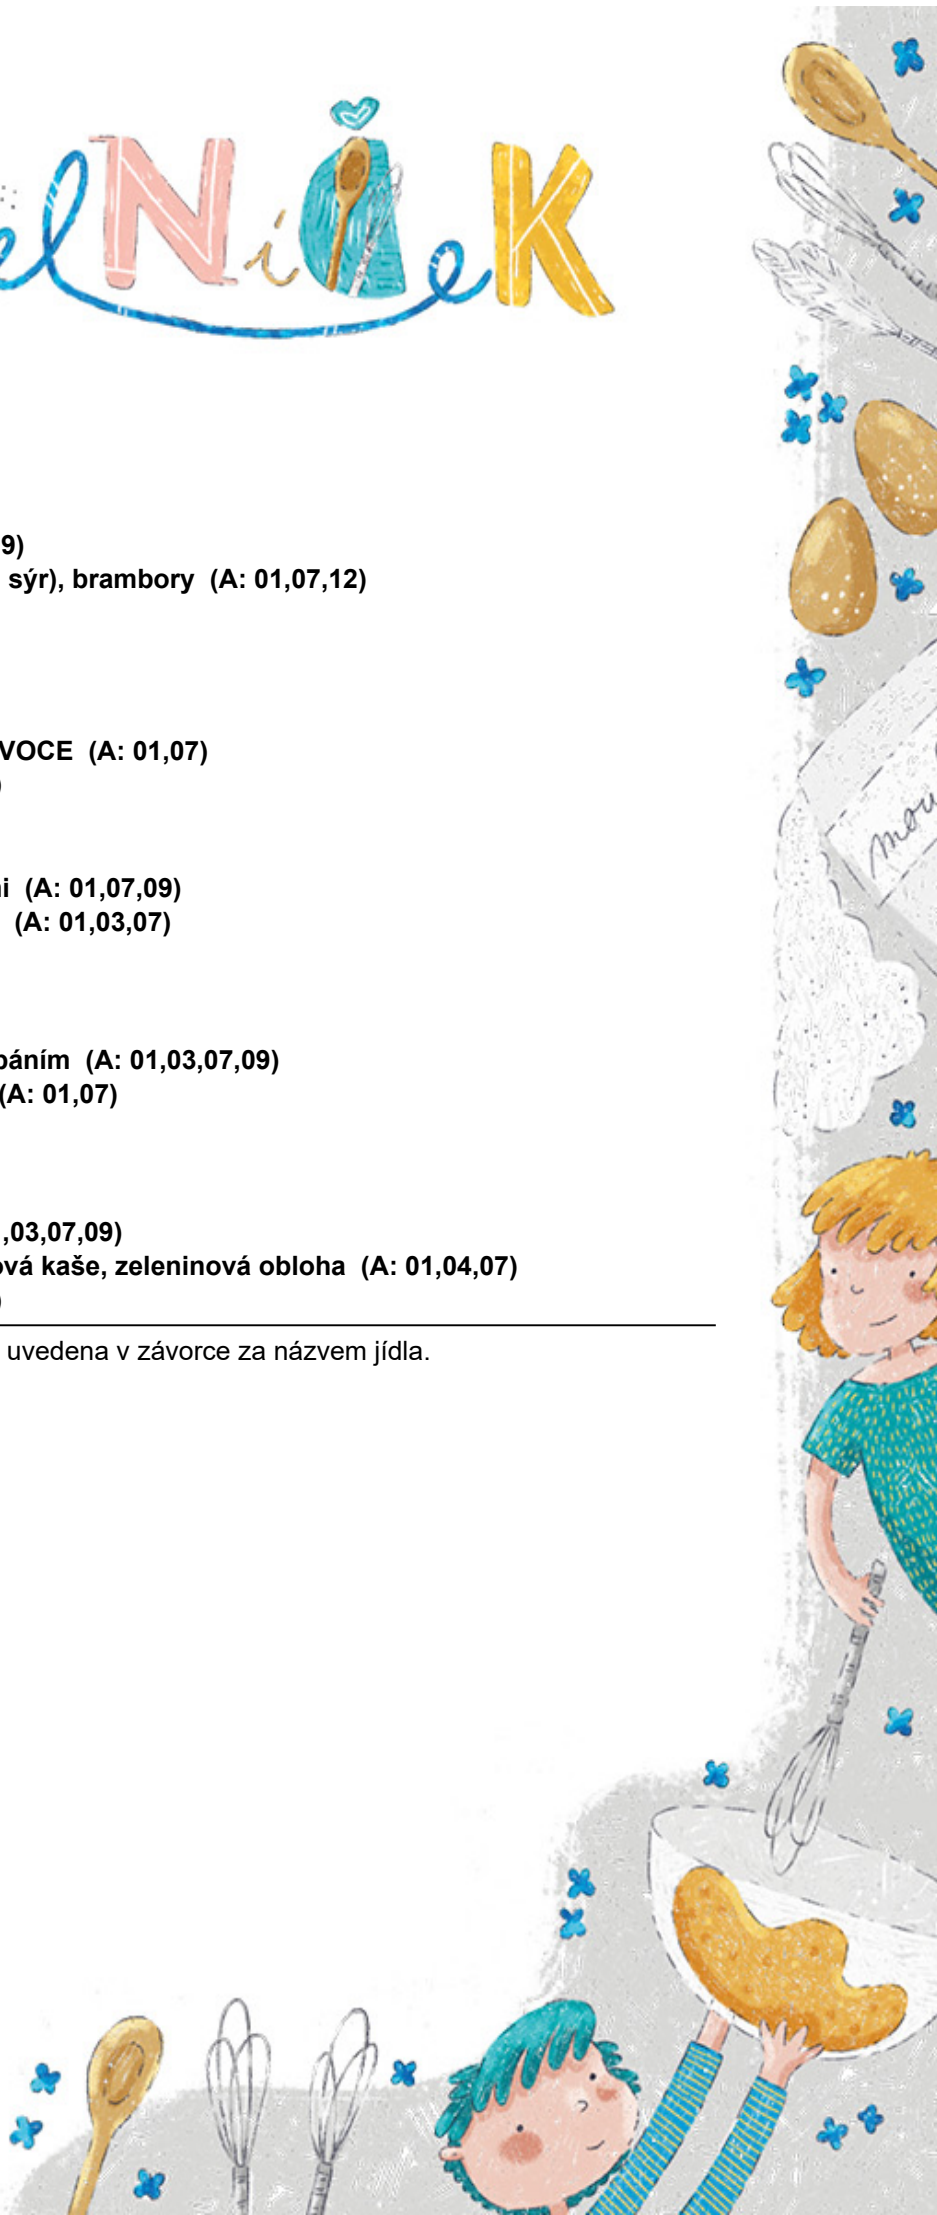 elNíčeK
9)
sýr), brambory (A: 01,07,12)
VOCE (A: 01,07)
)
i (A: 01,07,09)
(A: 01,03,07)
páním (A: 01,03,07,09)
(A: 01,07)
,03,07,09)
ová kaše, zeleninová obloha (A: 01,04,07)
)
uvedena v závorce za názvem jídla.
mou